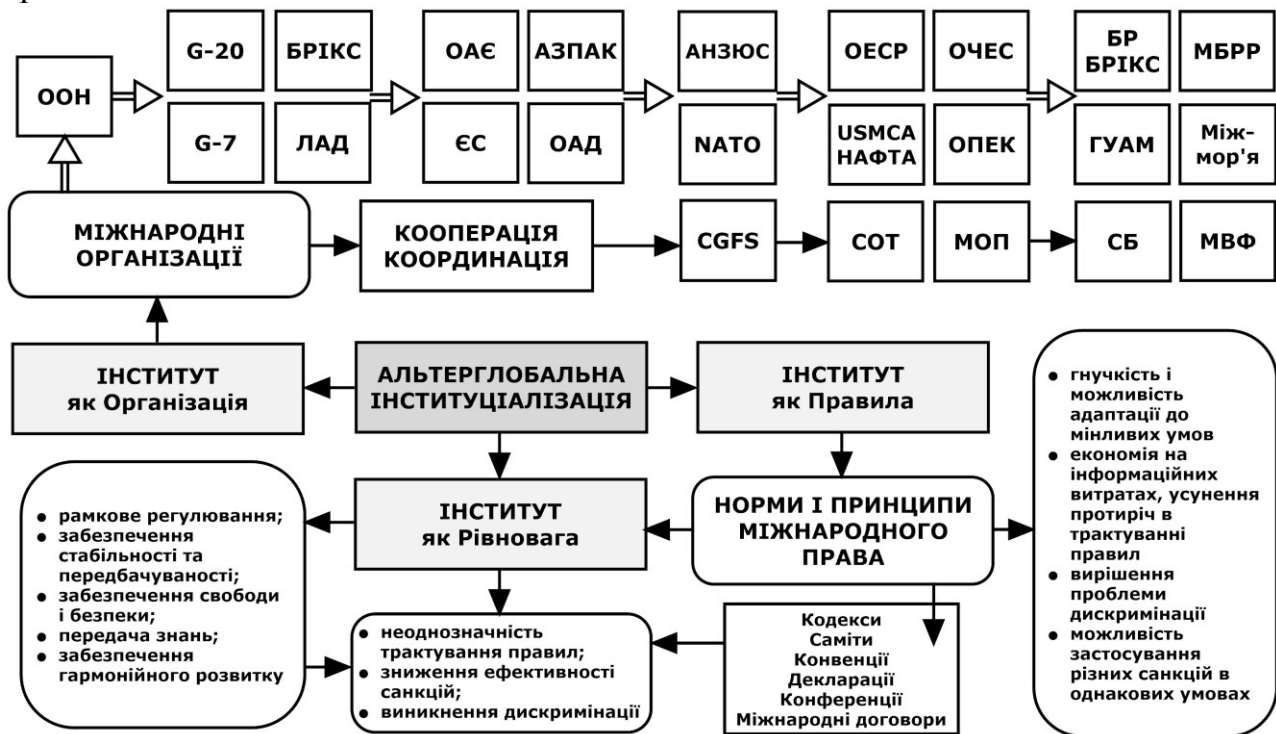 G-20
БРІКС
ОАЄ
АЗПАК
АНЗЮС
ОЕСР
ОЧЕС
БР
БРІКС
МБРР
ООН
G-7
ЛАД
ЄС
ОАД
NATO
USMCA
НАФТА
ОПЕК
ГУАМ
Між-
мор'я
МІЖНАРОДНІ
ОРГАНІЗАЦІЇ
КООПЕРАЦІЯ
КООРДИНАЦІЯ
CGFS
СОТ
МОП
СБ
МВФ
ІНСТИТУТ
як Організація
АЛЬТЕРГЛОБАЛЬНА
ІНСТИТУЦІАЛІЗАЦІЯ
ІНСТИТУТ
як Правила
● гнучкість і
можливість
адаптації до
мінливих умов
● економія на
інформаційних
витратах, усунення
протиріч в
трактуванні
правил
● вирішення
проблеми
дискримінації
● можливість
застосування
різних санкцій в
однакових умовах
● рамкове регулювання;
● забезпечення
стабільності та
передбачуваності;
● забезпечення свободи
і безпеки;
● передача знань;
● забезпечення
гармонійного розвитку
ІНСТИТУТ
як Рівновага
НОРМИ І ПРИНЦИПИ
МІЖНАРОДНОГО
ПРАВА
● неоднозначність
трактування правил;
● зниження ефективності
санкцій;
● виникнення дискримінації
Кодекси
Саміти
Конвенції
Декларації
Конференції
Міжнародні договори